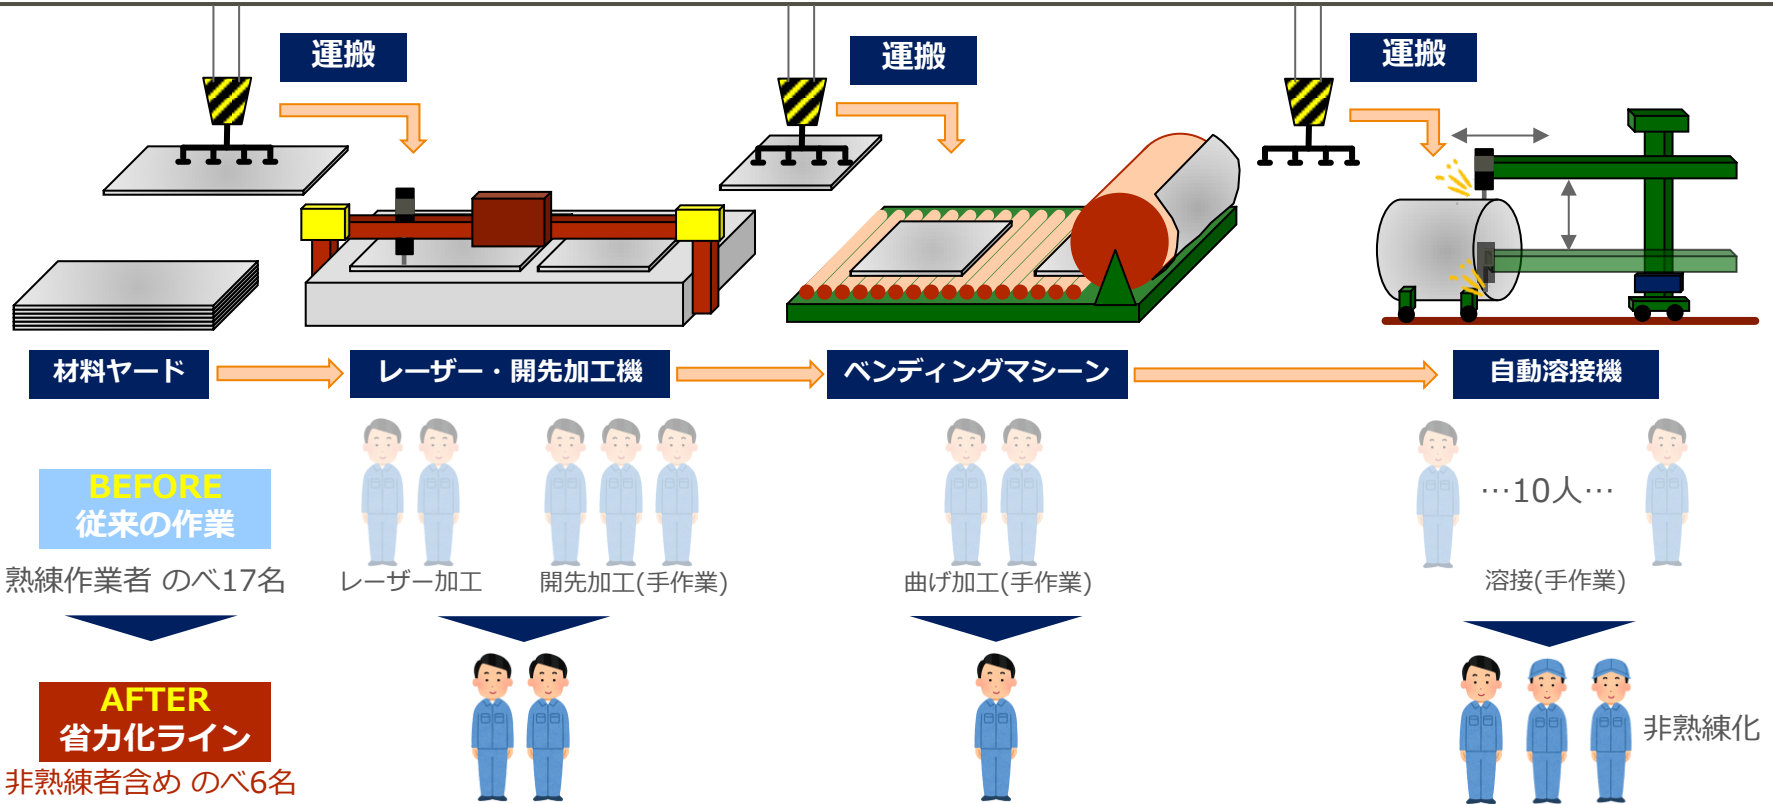 運搬
運搬
運搬
材料ヤード
レーザー・開先加工機
ベンディングマシーン
自動溶接機
BEFORE
従来の作業
熟練作業者 のべ17名
レーザー加工
開先加工(手作業)
曲げ加工(手作業)
…10人…
溶接(手作業)
AFTER
省力化ライン
非熟練者含め のべ6名
非熟練化